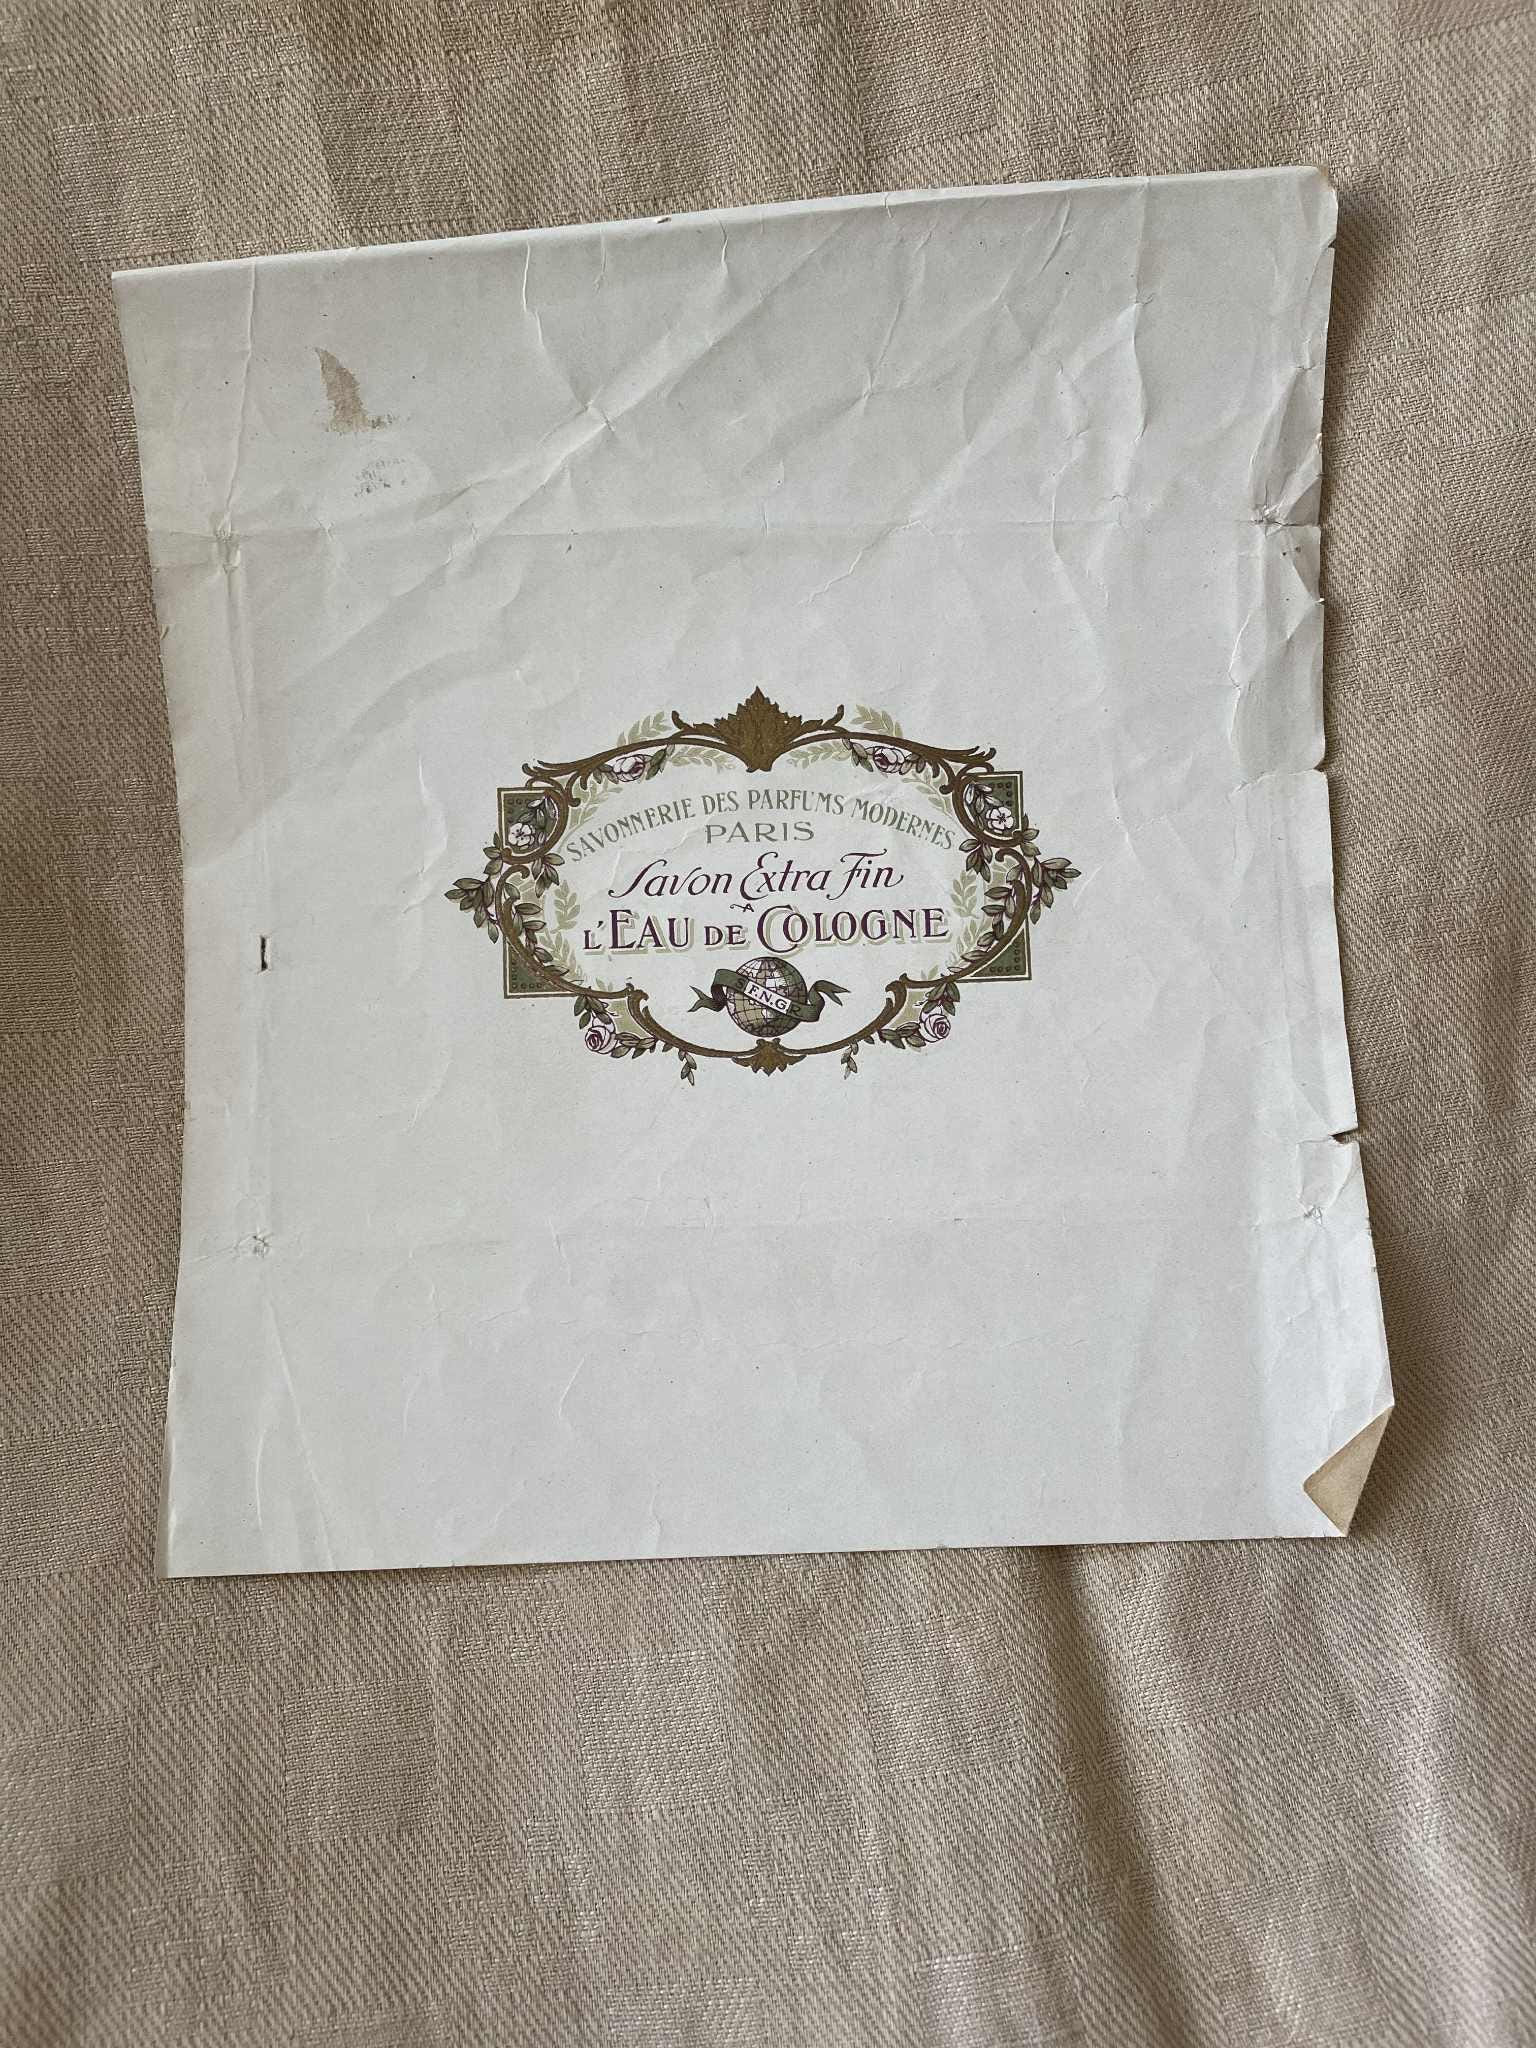 SAVONNERIE DES PARFUMS MODERNES
PARIS
Savon Extra Fin
A
L'EAU DE COLOGNE
F.N.G